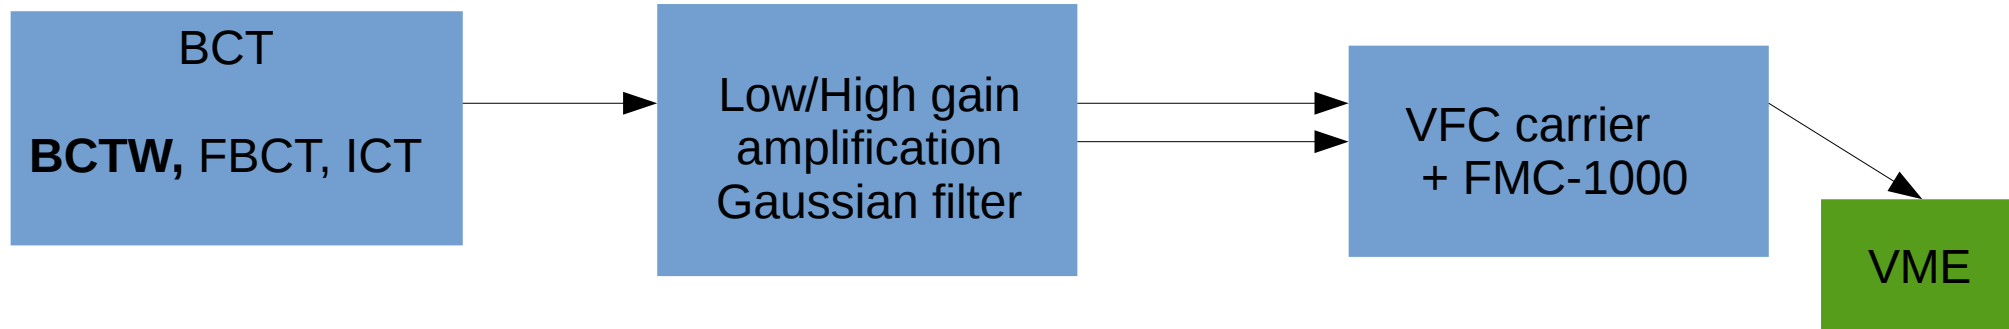 BCT
BCTW, FBCT, ICT
Low/High gain
amplification
Gaussian filter
VFC carrier
+ FMC-1000
VME